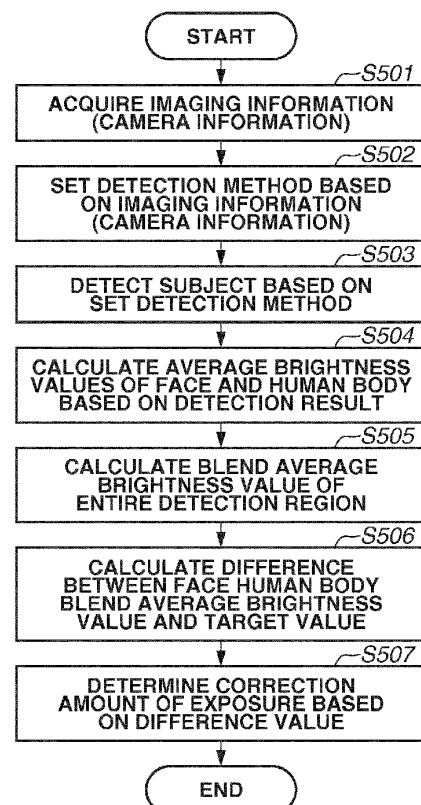 START
S501
ACQUIRE IMAGING INFORMATION
(CAMERA INFORMATION)
S502
SET DETECTION METHOD BASED
ON IMAGING INFORMATION
(CAMERA INFORMATION)
S503
DETECT SUBJECT BASED ON
SET DETECTION METHOD
S504
CALCULATE AVERAGE BRIGHTNESS
VALUES OF FACE AND HUMAN BODY
BASED ON DETECTION RESULT
S505
CALCULATE BLEND AVERAGE
BRIGHTNESS VALUE OF
ENTIRE DETECTION REGION
S506
CALCULATE DIFFERENCE
BETWEEN FACE HUMAN BODY
BLEND AVERAGE BRIGHTNESS
VALUE AND TARGET VALUE
S507
DETERMINE CORRECTION
AMOUNT OF EXPOSURE BASED
ON DIFFERENCE VALUE
END